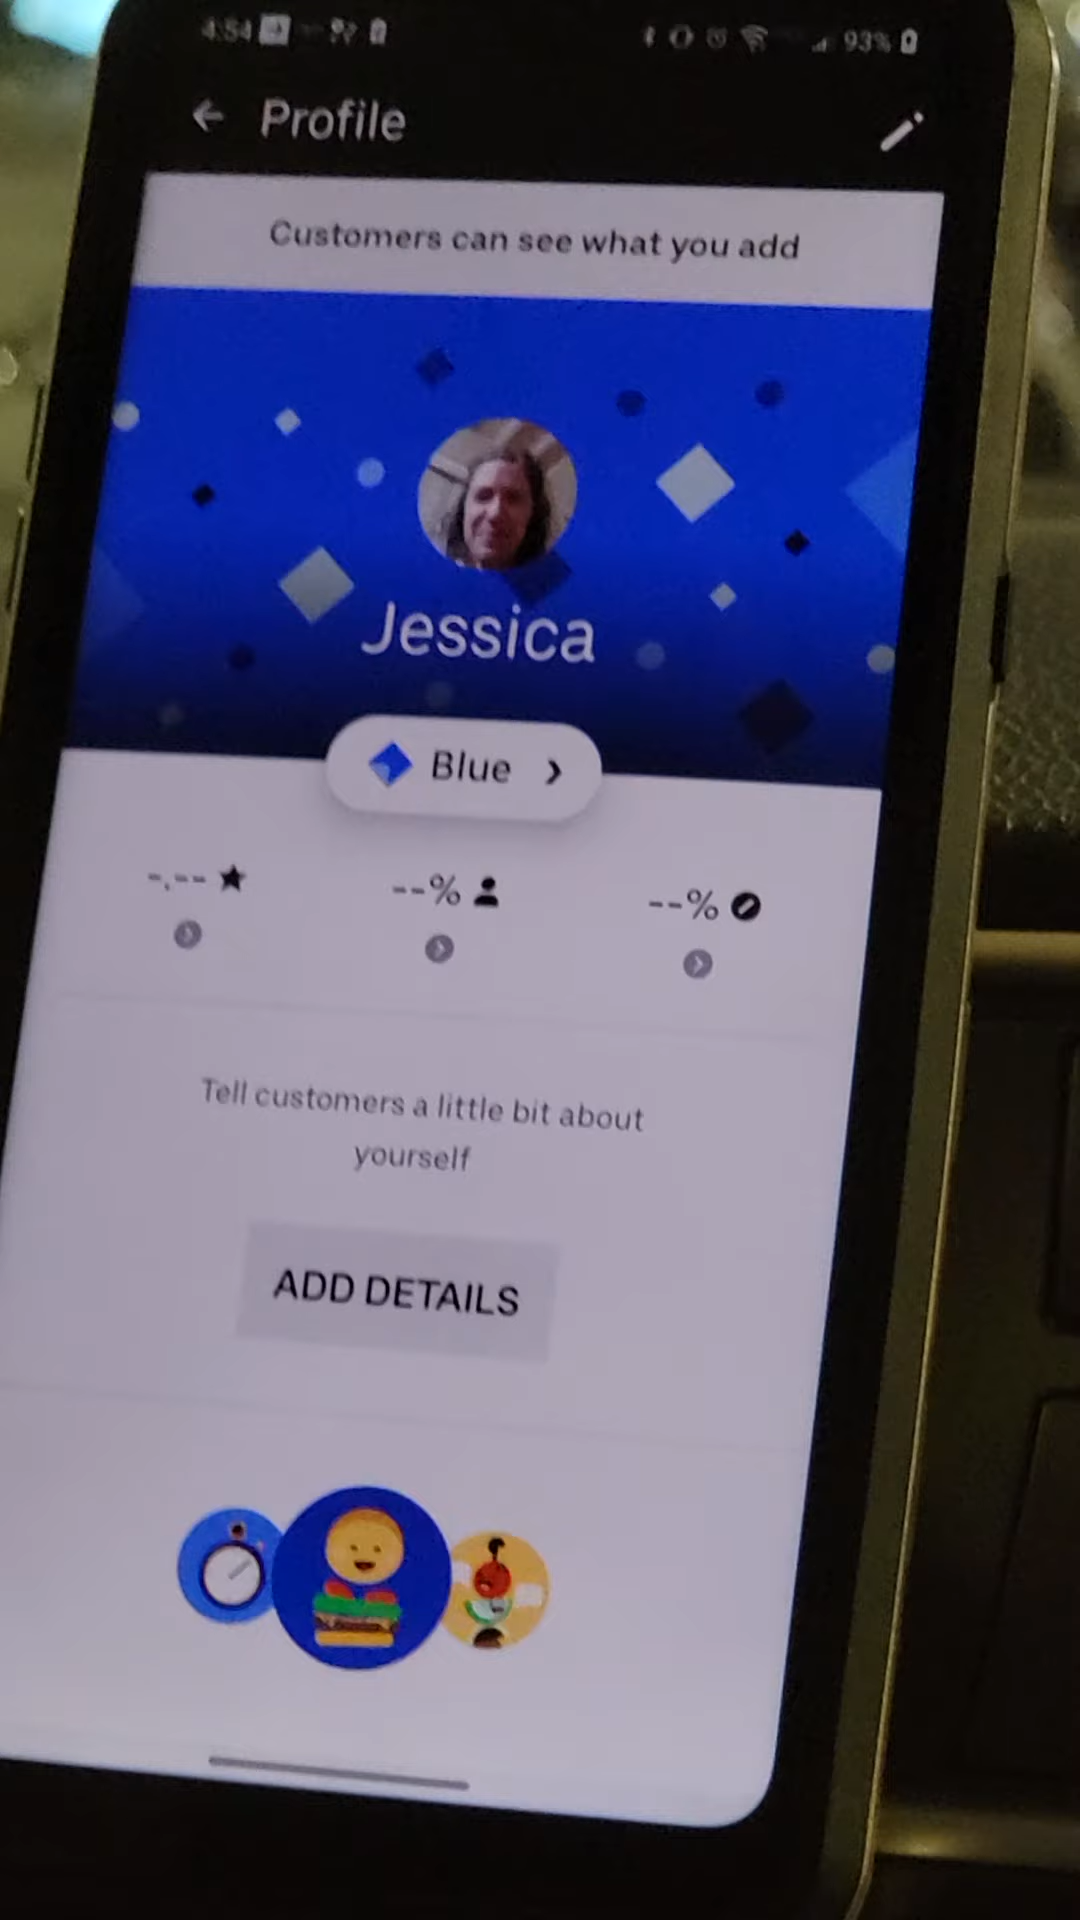 4:54
93%
Profile
Customers can see what you add
Jessica
Blue
-.-- --% --%
Tell customers a little bit about
yourself
ADD DETAILS